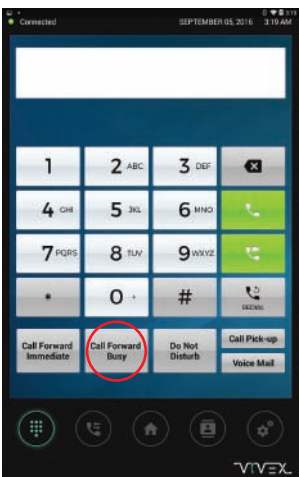 3:19
Connected SEPTEMBER 05, 2016 3:19 AM
1 2 ABC 3 DEF
4 GHI 5 JKL 6 MNO
7 PQRS 8 TUV 9 WXYZ
* 0 + #
REDIAL
Call Forward Immediate
Call Forward Busy
Do Not Disturb
Call Pick-up
Voice Mail
VIVEX